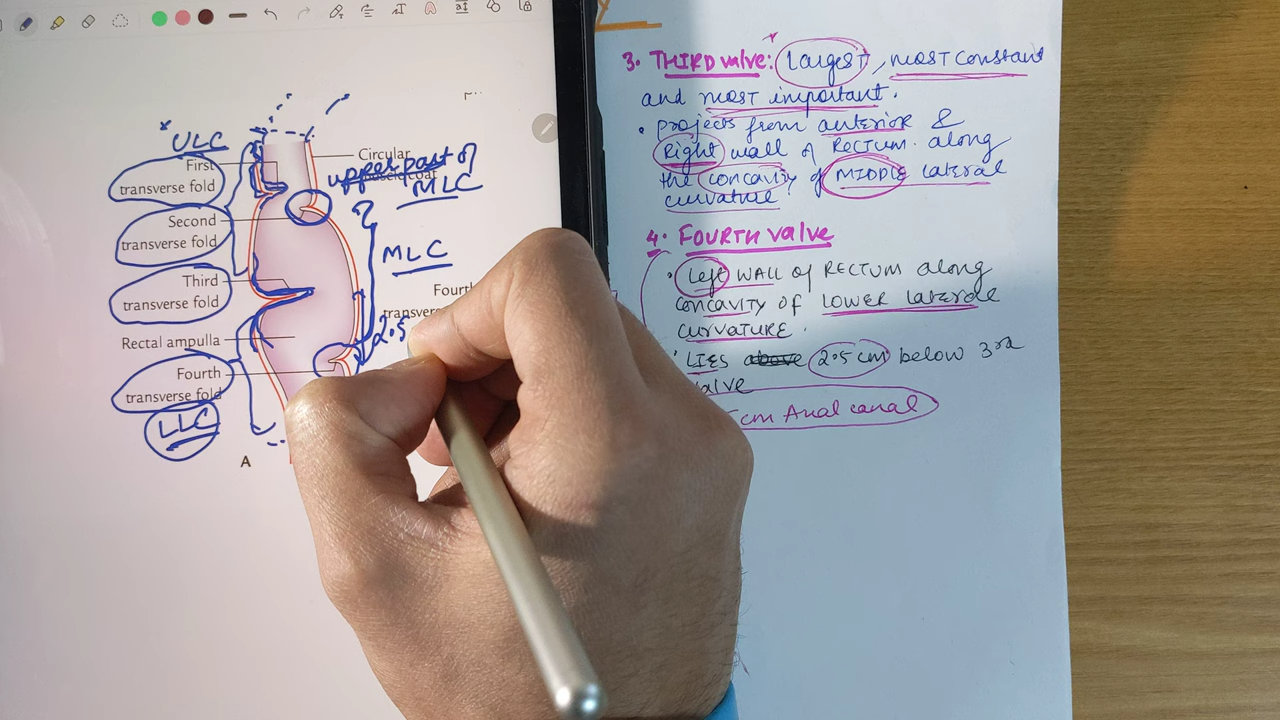 ULC
First
transverse fold
Second
transverse fold
Third
transverse fold
Rectal ampulla
Fourth
transverse fold
LLC
A
Circular
upper part of
MLC
MLC
2.5
3. THIRD valve: Largest, most constant
and most important.
• projects from anterior &
Right wall of Rectum along
the concavity of MIDDLE lateral
curvature
4. FOURTH valve
• Left WALL of RECTUM along
concavity of LOWER laterale
CURVATURE.
• LIES above 2.5 cm below 3rd
valve
cm Anal canal